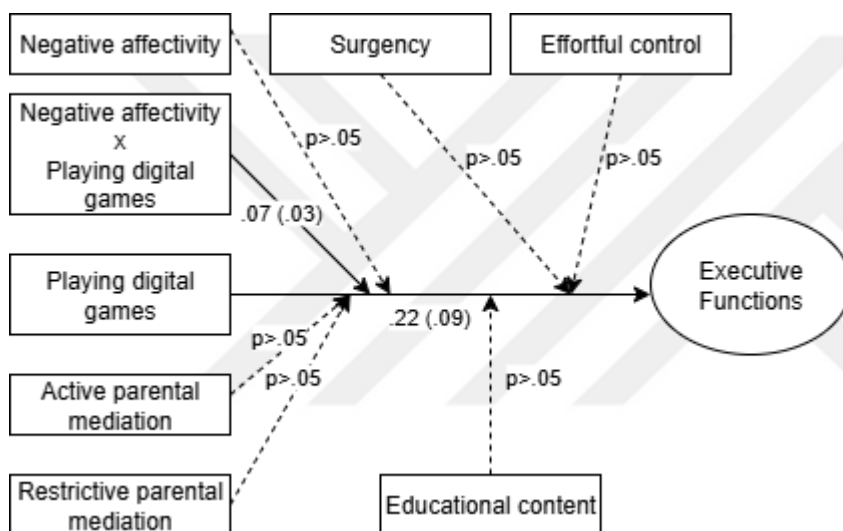 Negative affectivity
Surgency
Effortful control
Negative affectivity
x
Playing digital
games
p>.05
p>.05
p>.05
.07 (.03)
Playing digital
games
Executive
Functions
.22 (.09)
p>.05
p>.05
p>.05
Active parental
mediation
Restrictive parental
mediation
Educational content